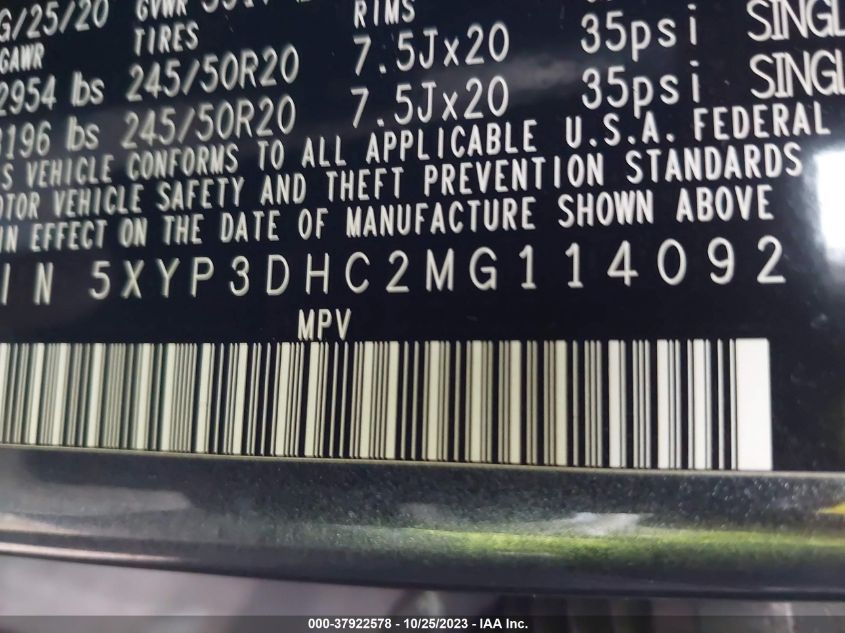 G/25/20 GVWR
GAWR TIRES RIMS
2954 lbs 245/50R20 7.5Jx20 35psi SINGL
3196 lbs 245/50R20 7.5Jx20 35psi SINGL
S VEHICLE CONFORMS TO ALL APPLICABLE U.S.A. FEDERAL
OTOR VEHICLE SAFETY AND THEFT PREVENTION STANDARDS
IN EFFECT ON THE DATE OF MANUFACTURE SHOWN ABOVE
IN 5XYP3DHC2MG114092
MPV
000-37922578 - 10/25/2023 - IAA Inc.